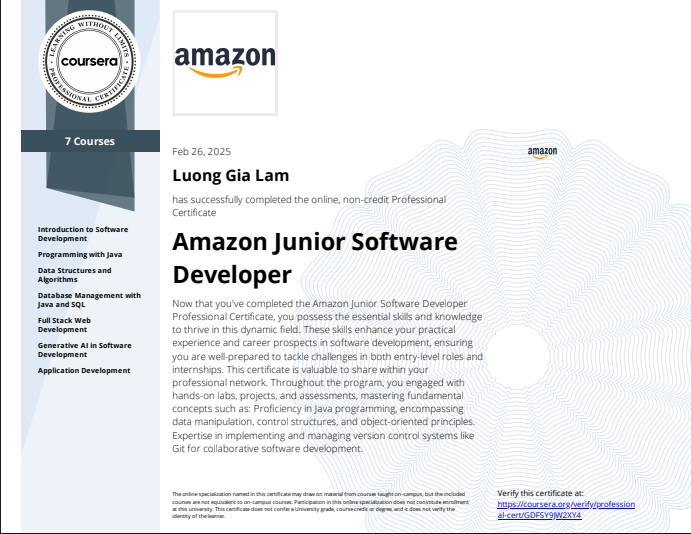 LEARNING WITHOUT LIMITS
coursera
PROFESSIONAL CERTIFICATE
7 Courses
Introduction to Software
Development
Programming with Java
Data Structures and
Algorithms
Database Management with
Java and SQL
Full Stack Web
Development
Generative AI in Software
Development
Application Development
amazon
Feb 26, 2025
amazon
Luong Gia Lam
has successfully completed the online, non-credit Professional
Certificate
Amazon Junior Software
Developer
Now that you've completed the Amazon Junior Software Developer
Professional Certificate, you possess the essential skills and knowledge
to thrive in this dynamic field. These skills enhance your practical
experience and career prospects in software development, ensuring
you are well-prepared to tackle challenges in both entry-level roles and
internships. This certificate is valuable to share within your
professional network. Throughout the program, you engaged with
hands-on labs, projects, and assessments, mastering fundamental
concepts such as: Proficiency in Java programming, encompassing
data manipulation, control structures, and object-oriented principles.
Expertise in implementing and managing version control systems like
Git for collaborative software development.
The online specialization named in this certificate may draw on material from courses taught on-campus, but the included
courses are not equivalent to on-campus courses. Participation in this online specialization does not constitute enrollment
at this university. This certificate does not confer a University grade, course credit or degree, and it does not verify the
identity of the learner.
Verify this certificate at:
https://coursera.org/verify/profession
al-cert/GDFSY9JW2XY4